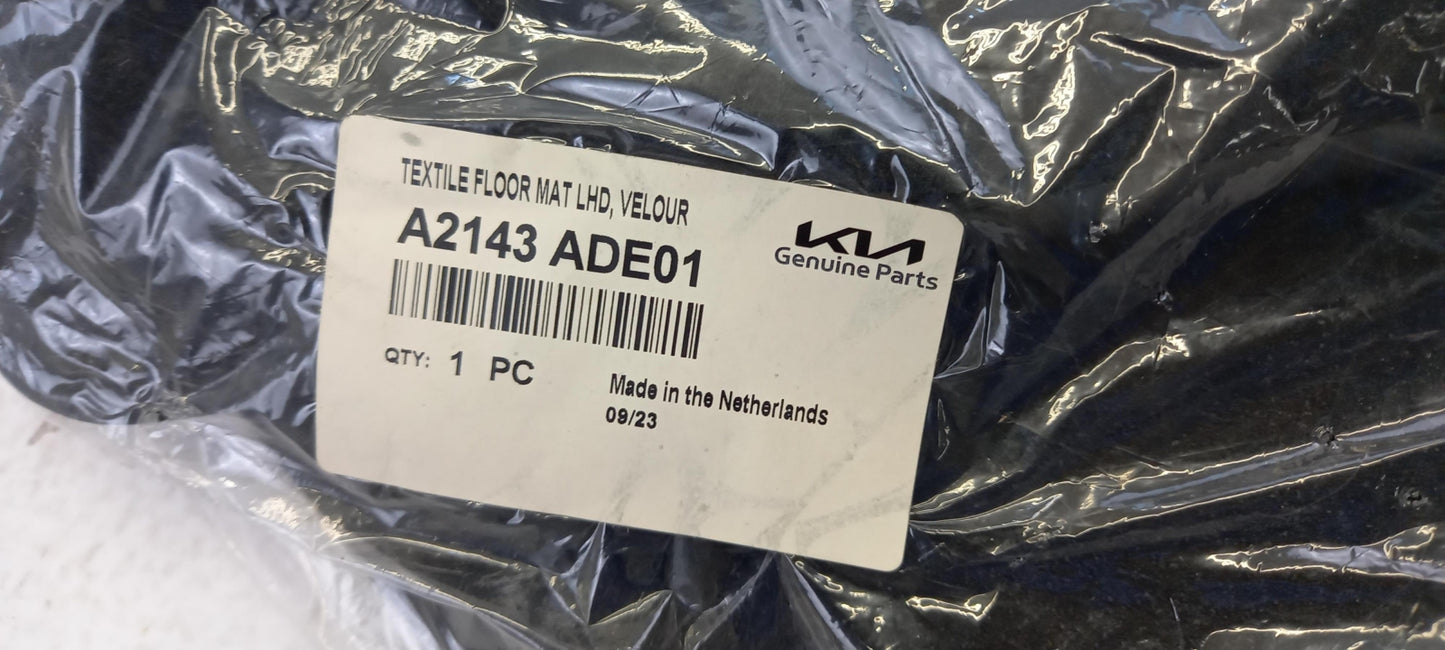 TEXTILE FLOOR MAT LHD, VELOUR
A2143 ADE01
KIA
Genuine Parts
QTY: 1 PC
Made in the Netherlands
09/23